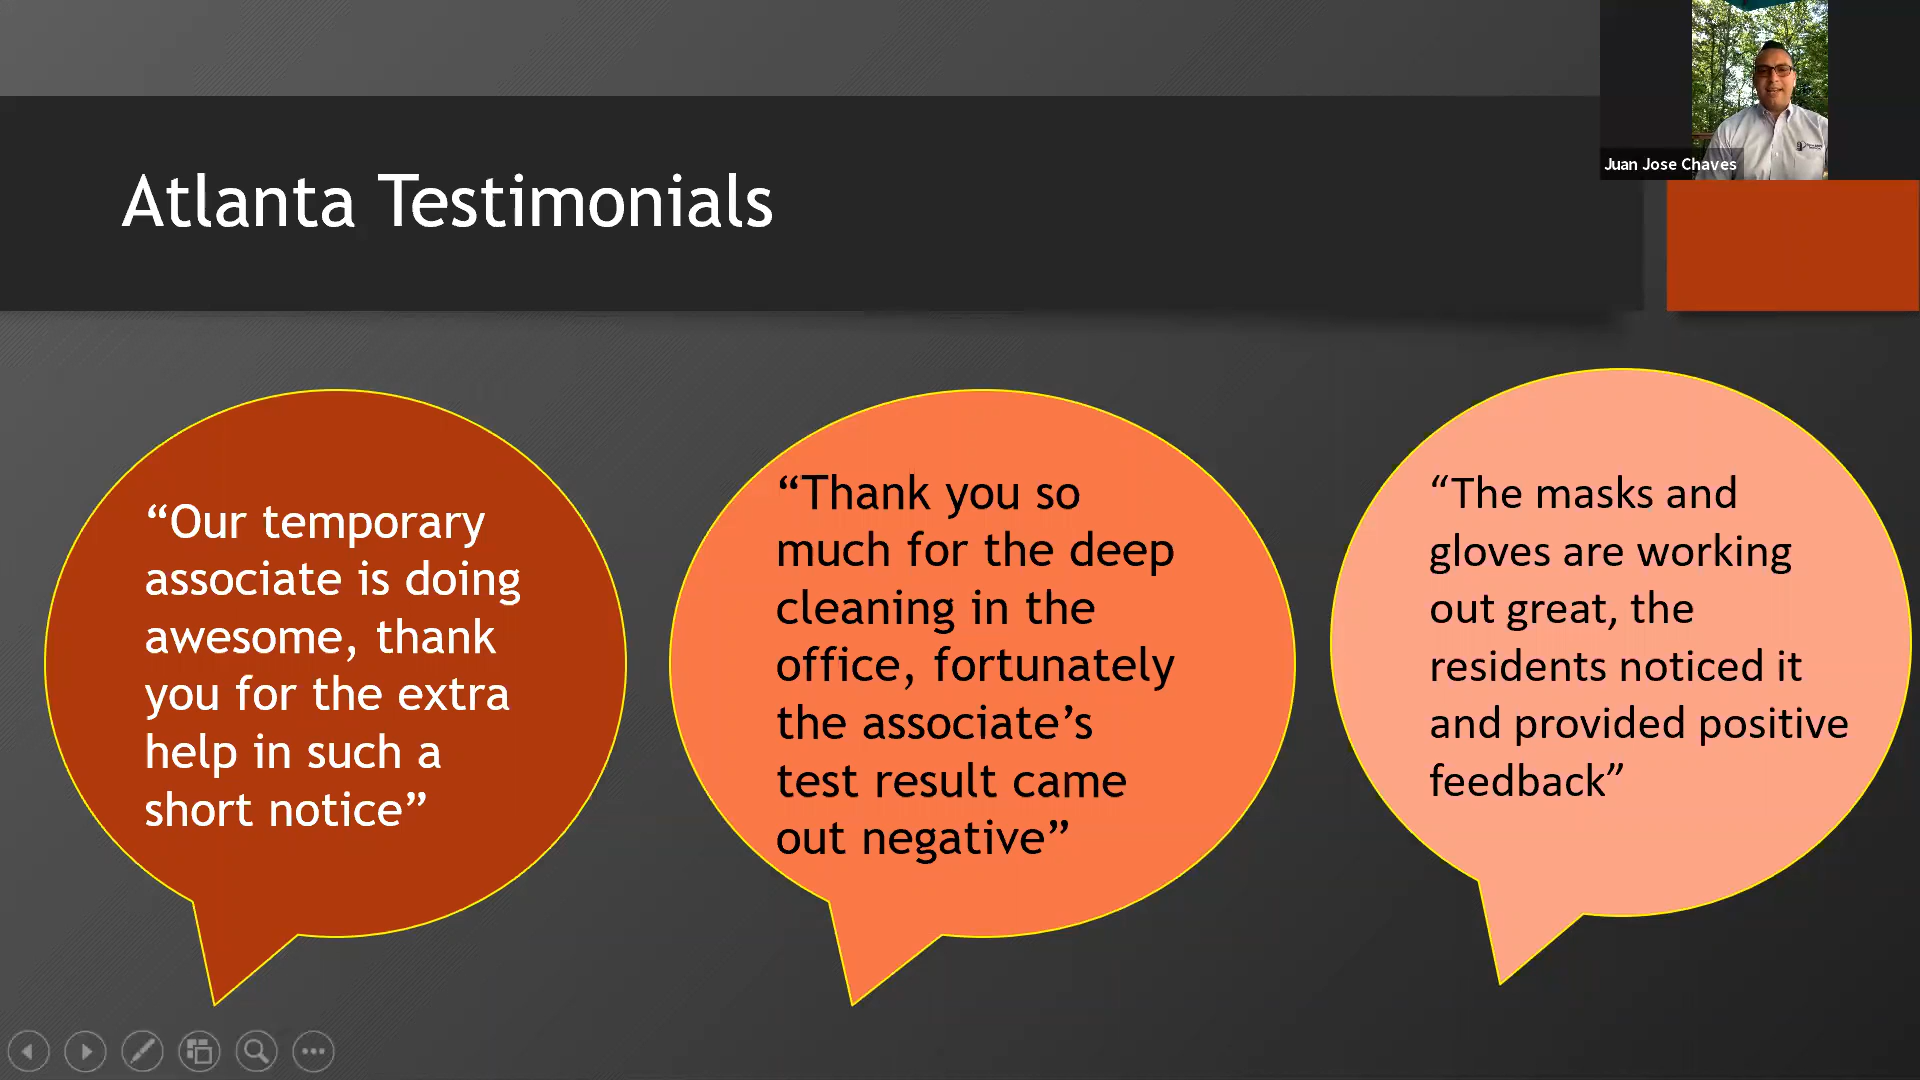 Juan Jose Chaves
Atlanta Testimonials
“Our temporary
associate is doing
awesome, thank
you for the extra
help in such a
short notice”
“Thank you so
much for the deep
cleaning in the
office, fortunately
the associate’s
test result came
out negative”
“The masks and
gloves are working
out great, the
residents noticed it
and provided positive
feedback”